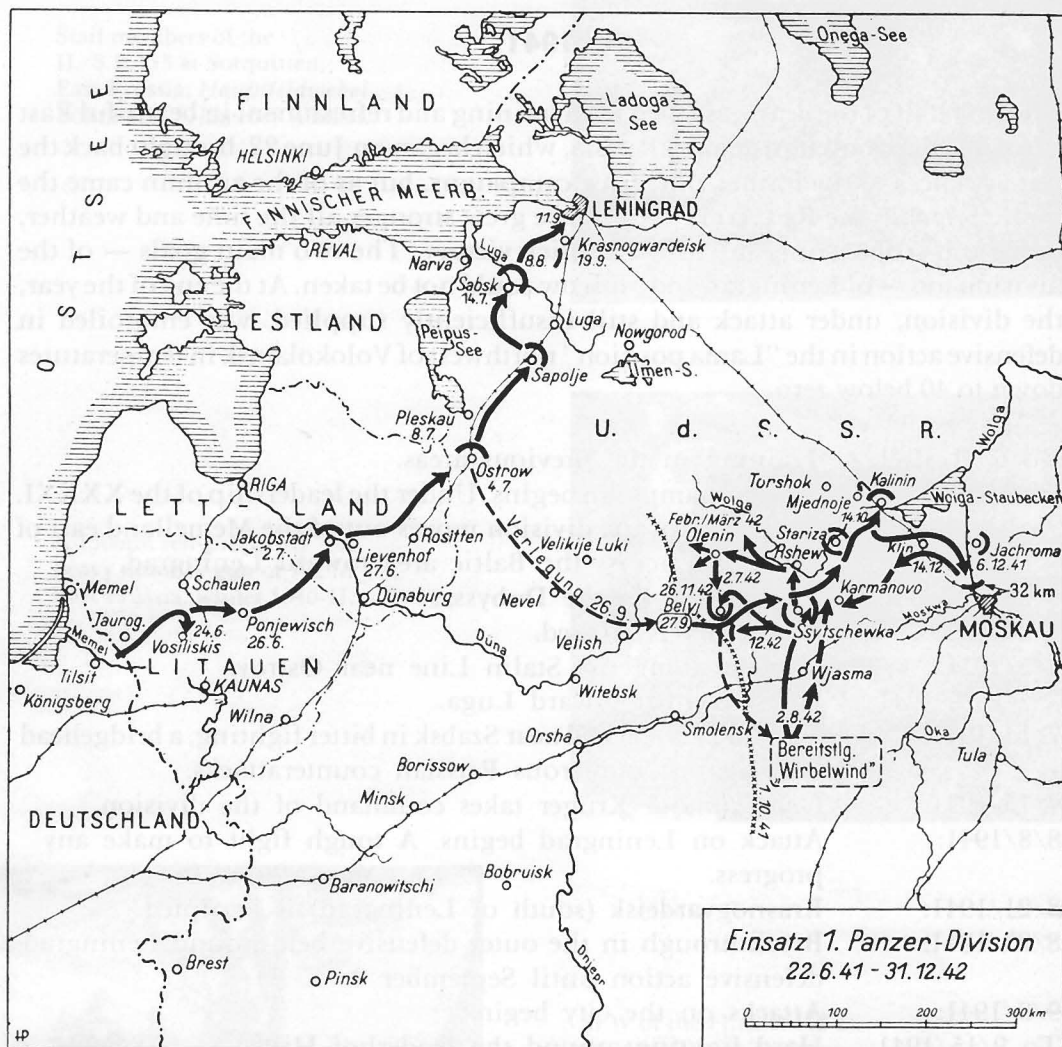 Onega-See
Ladoga-
See
FINNLAND
HELSINKI
FINNISCHER MEERB.
OSTSEE
LENINGRAD
11.9.
REVAL
Narva
Luga
8.8.
Krasnogwardeisk
19.9.
Sabsk
14.7.
ESTLAND
Peipus-
See
Luga
Nowgorod
Ilmen-S.
Sapolje
Pleskau
8.7.
U.d.S.S.R.
Ostrow
4.7.
Wolga
RIGA
Torshok
Kalinin
Mjednoje
14.10.
Wolga-Staubecken
LETTLAND
Wolga
Febr./März 42
Olenin
Stariza
Rshew
Klin
14.12.
Jachroma
6.12.41
Jakobstadt
2.7.
Lievenhof
27.6.
Rositten
Verlegung
26.9.
Velikije Luki
2.7.42
26.11.42
Belyj
27.9.
Karmanovo
Moskwa
32 km
MOSKAU
Memel
Schaulen
Dünaburg
Nevel
Taurog.
24.6.
Vosiliskis
Ponjewisch
26.6.
Düna
Velish
12.42
Ssytschewka
Memel
Tilsit
LITAUEN
KAUNAS
Witebsk
Wjasma
Königsberg
Wilna
Orsha
Smolensk
2.8.42
Oka
Tula
Borissow
Bereitstlg.
"Wirbelwind"
Minsk
1.10.41
DEUTSCHLAND
Bobruisk
Baranowitschi
Brest
Pinsk
Dnjepr
Einsatz 1. Panzer-Division
22.6.41 - 31.12.42
0 100 200 300 km
HP